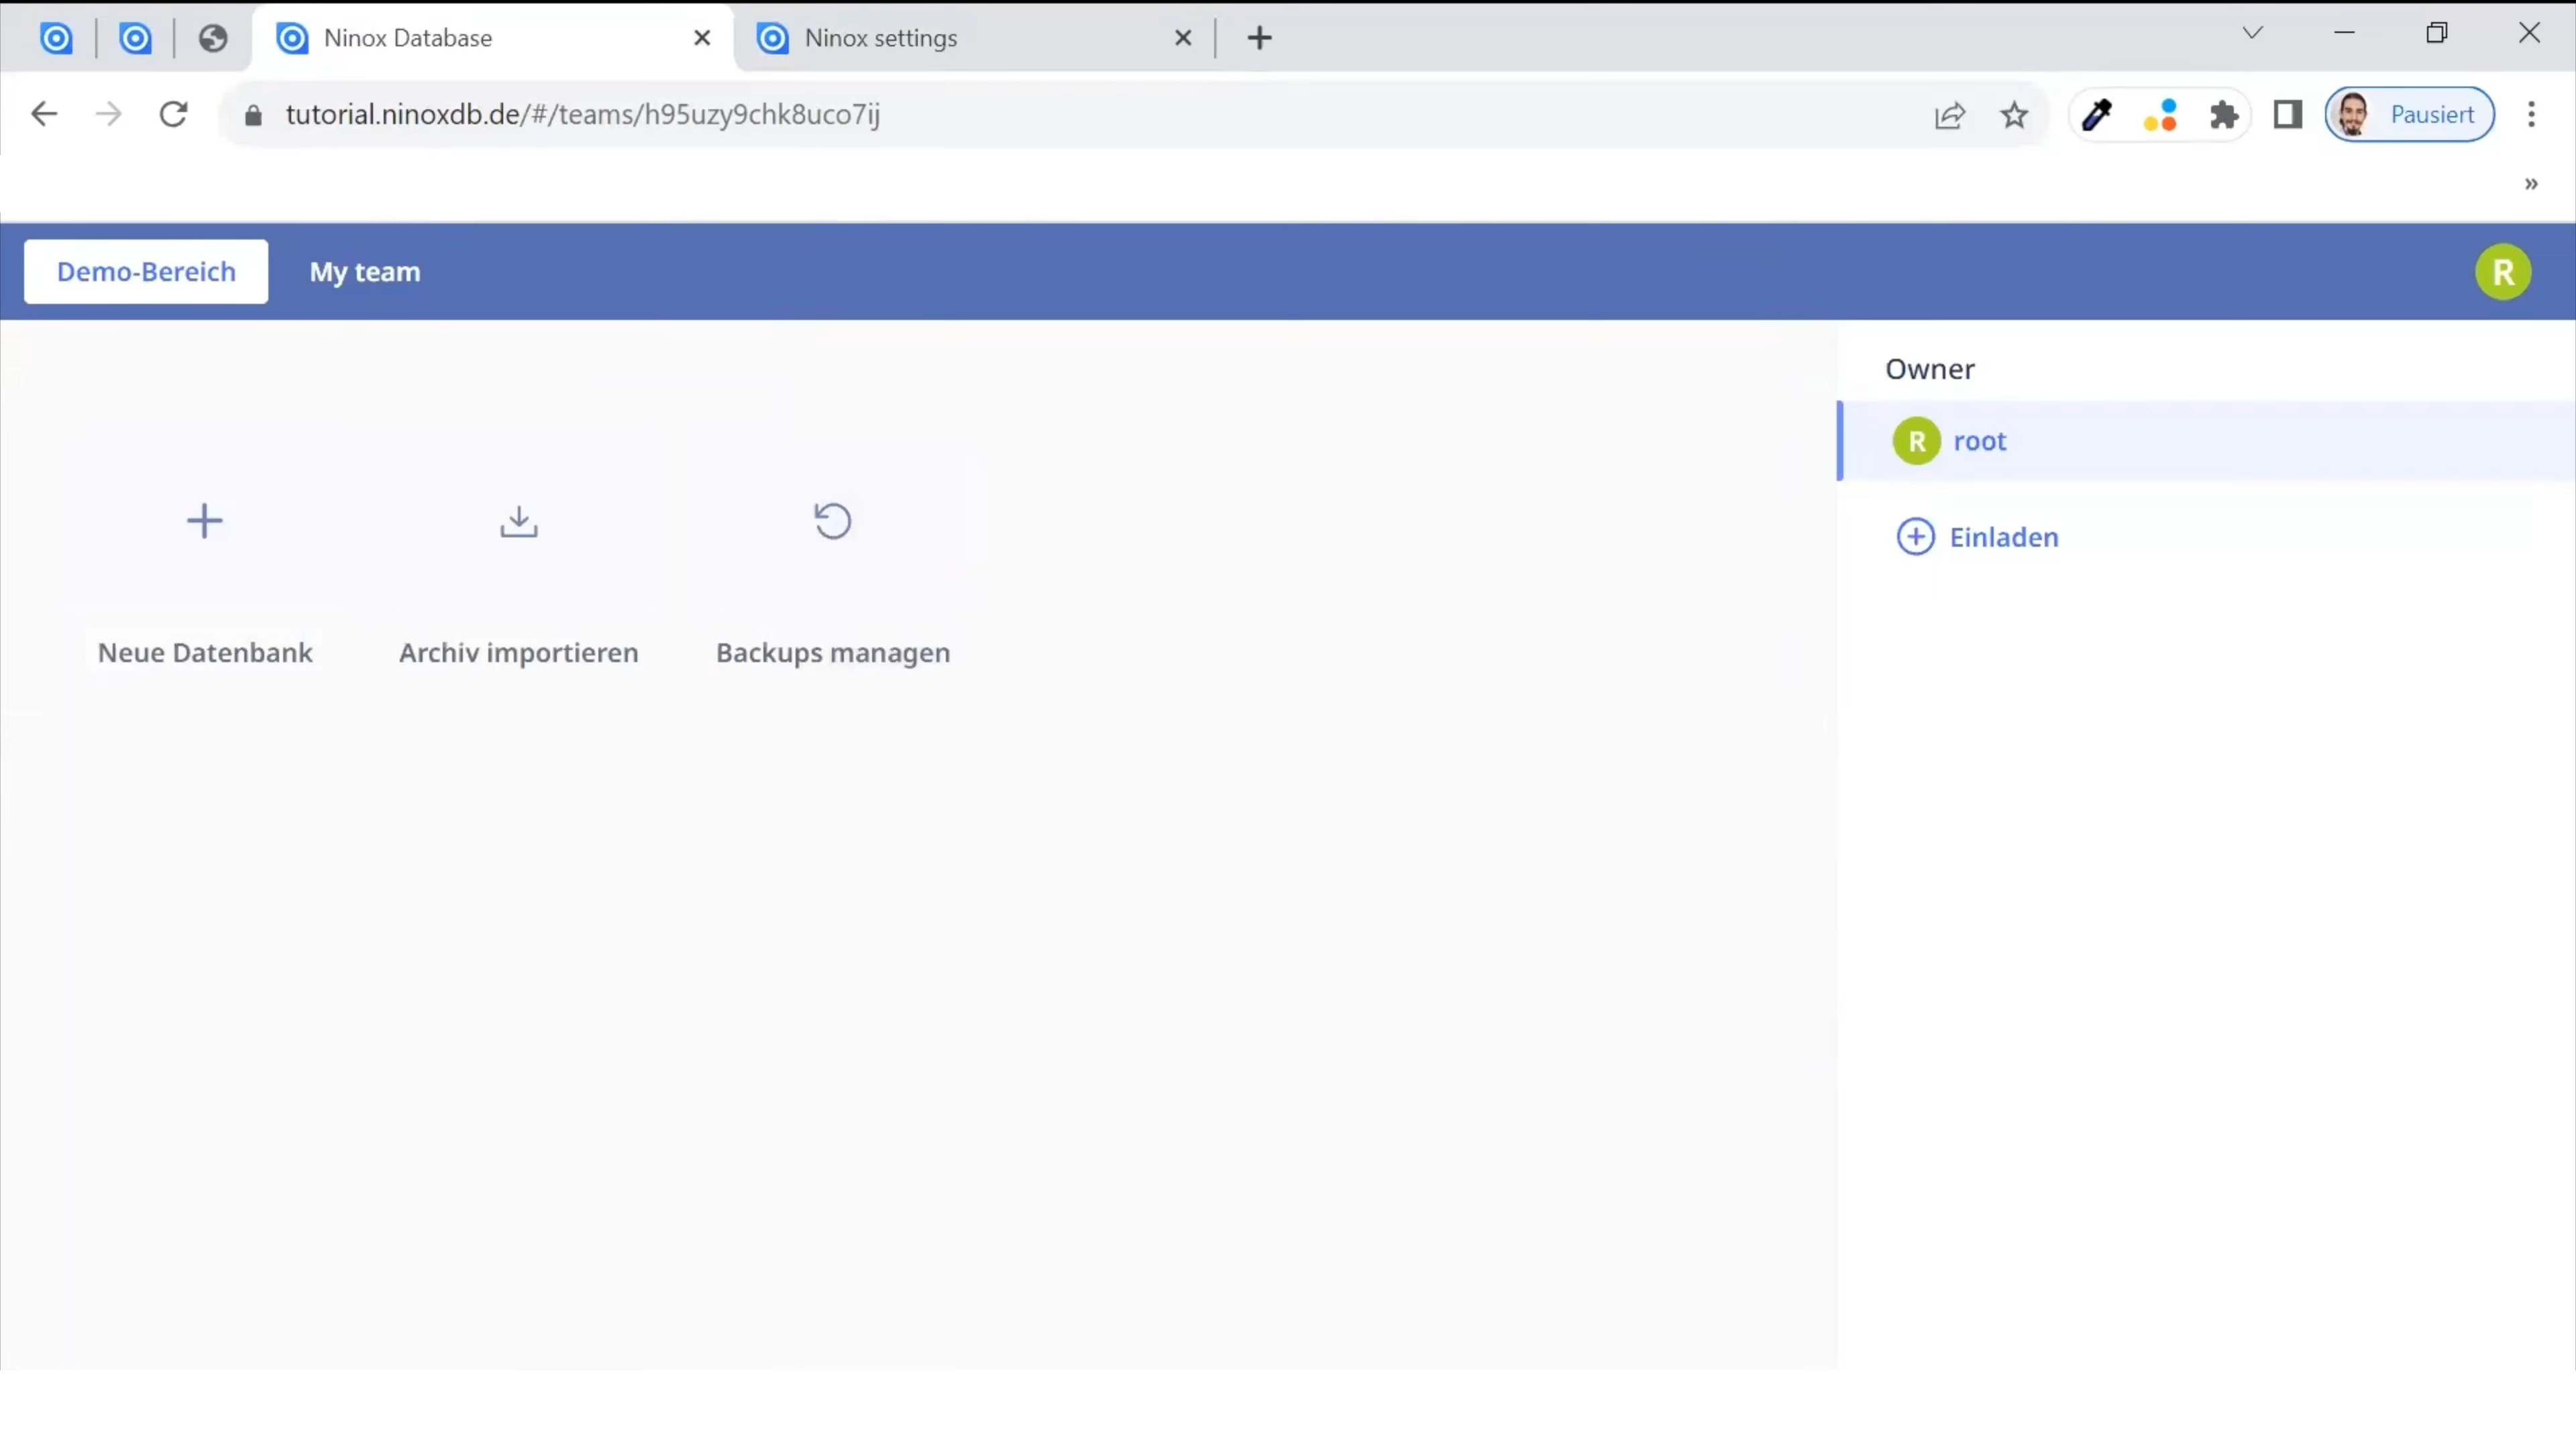 Ninox Database
Ninox settings
tutorial.ninoxdb.de/#/teams/h95uzy9chk8uco7ij
Pausiert
»
Demo-Bereich
My team
R
Owner
R root
Einladen
Neue Datenbank
Archiv importieren
Backups managen